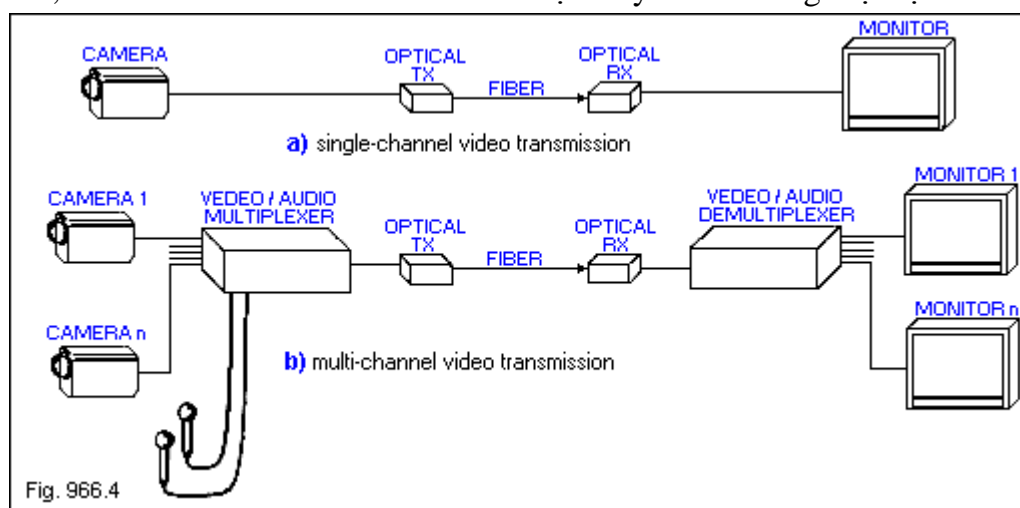 CAMERA
OPTICAL
TX
FIBER
OPTICAL
RX
MONITOR
a) single-channel video transmission
CAMERA 1
VEDEO / AUDIO
MULTIPLEXER
OPTICAL
TX
FIBER
OPTICAL
RX
VEDEO / AUDIO
DEMULTIPLEXER
MONITOR 1
CAMERA n
MONITOR n
b) multi-channel video transmission
Fig. 966.4